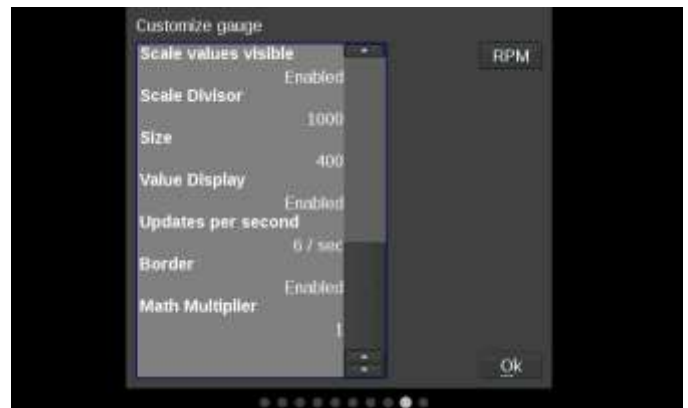 Customize gauge
Scale values visible
RPM
Enabled
Scale Divisor
1000
Size
400
Value Display
Enabled
Updates per second
6 / sec
Border
Enabled
Math Multiplier
1
Ok